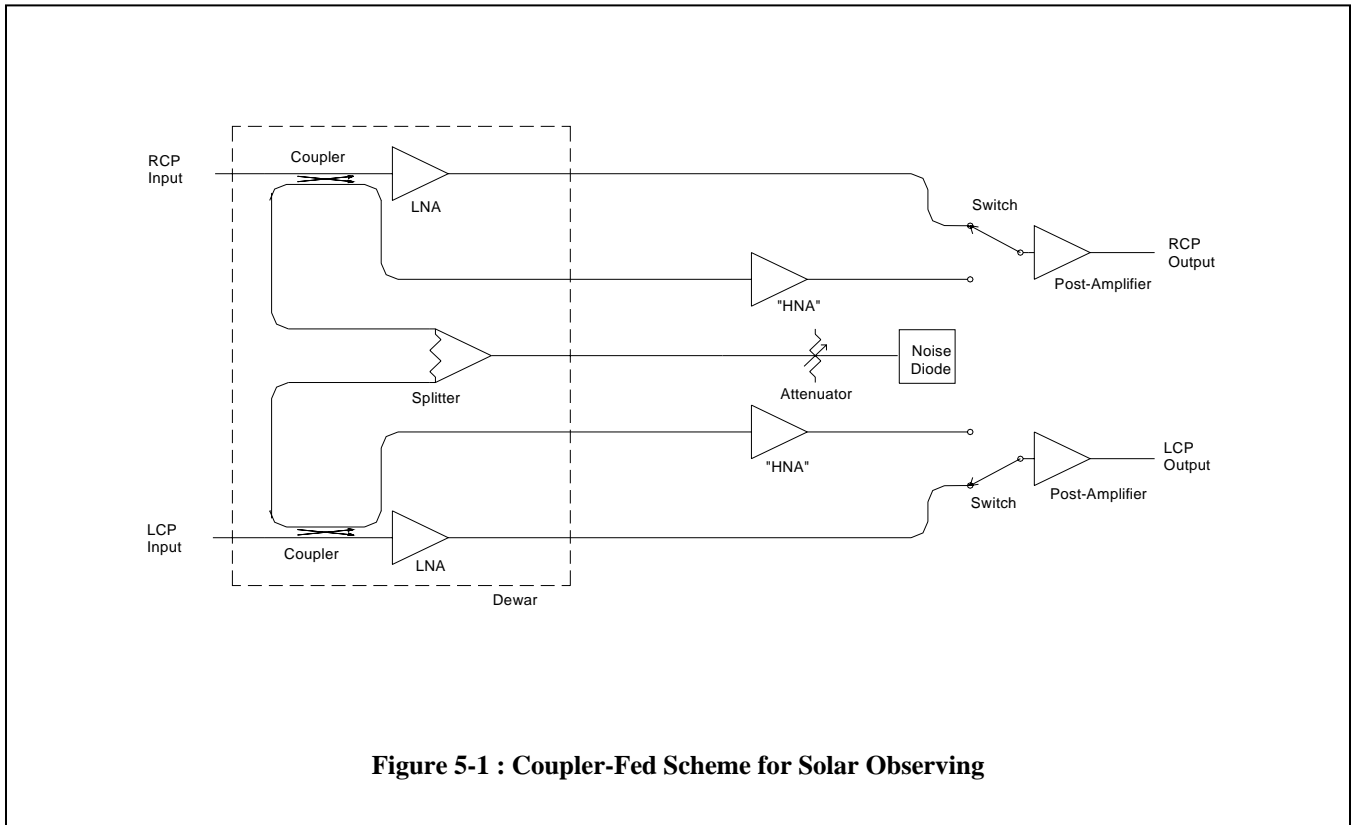 RCP
Input
Coupler
LNA
Switch
RCP
Output
Post-Amplifier
"HNA"
Noise
Diode
Attenuator
Splitter
"HNA"
LCP
Output
Post-Amplifier
Switch
LCP
Input
Coupler
LNA
Dewar
Figure 5-1 : Coupler-Fed Scheme for Solar Observing